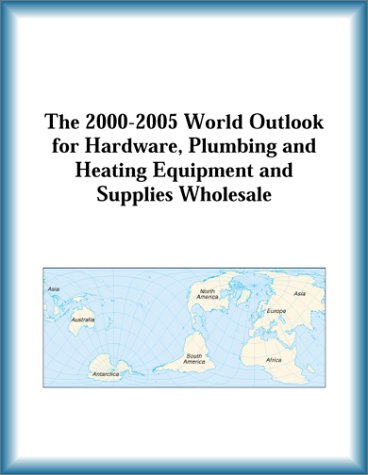 The 2000-2005 World Outlook
for Hardware, Plumbing and
Heating Equipment and
Supplies Wholesale
Asia
North
America
Asia
Australia
Europe
South
America
Africa
Antarctica